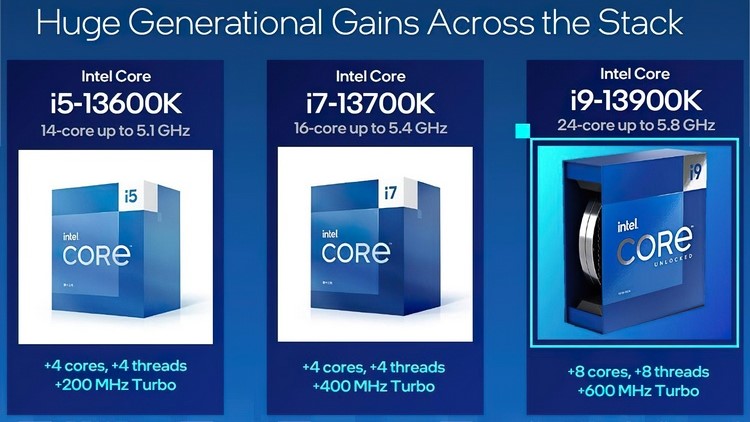 Huge Generational Gains Across the Stack
Intel Core
i5-13600K
14-core up to 5.1 GHz
i5
intel
CORE
+4 cores, +4 threads
+200 MHz Turbo
Intel Core
i7-13700K
16-core up to 5.4 GHz
i7
intel
CORE
+4 cores, +4 threads
+400 MHz Turbo
Intel Core
i9-13900K
24-core up to 5.8 GHz
i9
intel.
CORE™
UNLOCKED
+8 cores, +8 threads
+600 MHz Turbo